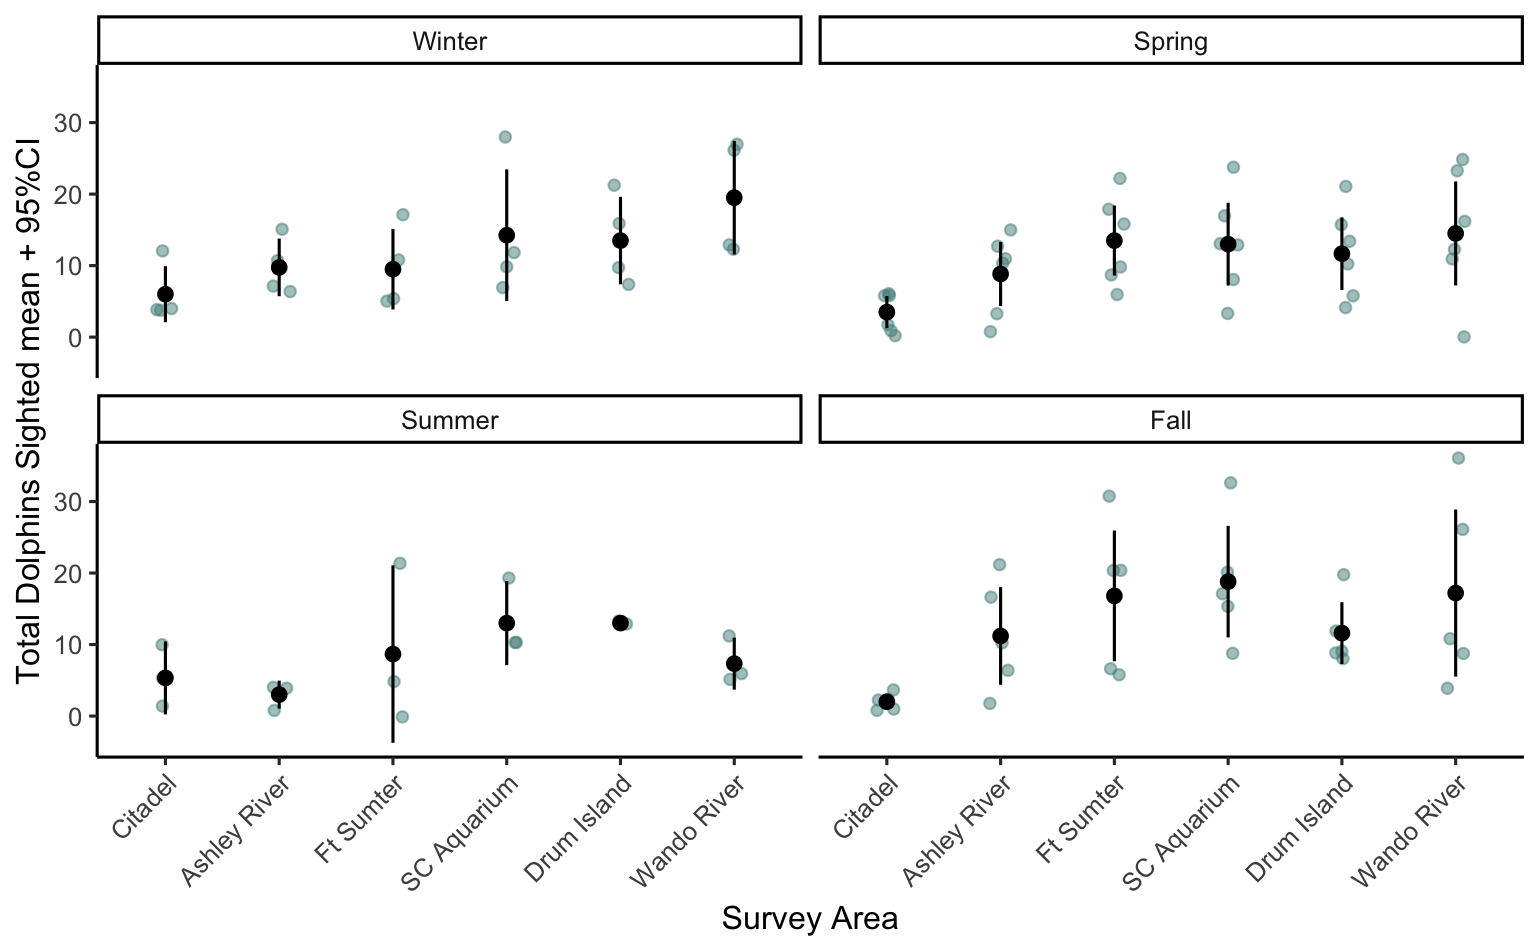 Winter
Spring
Total Dolphins Sighted mean + 95%CI
30
20
10
0
Summer
Fall
30
20
10
0
Citadel
Ashley River
Ft Sumter
SC Aquarium
Drum Island
Wando River
Citadel
Ashley River
Ft Sumter
SC Aquarium
Drum Island
Wando River
Survey Area